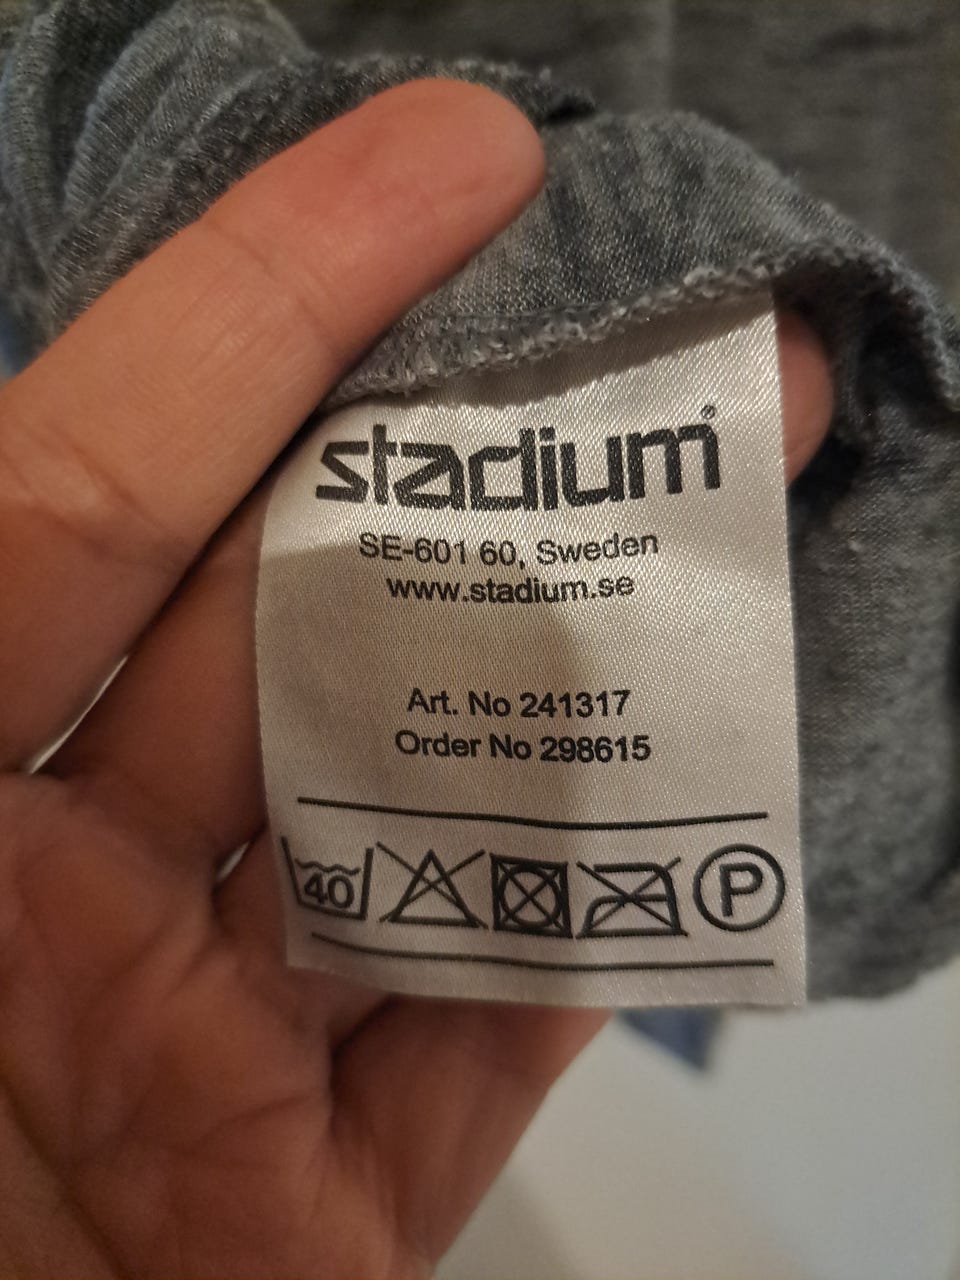 stadium®
SE-601 60, Sweden
www.stadium.se
Art. No 241317
Order No 298615
40 P